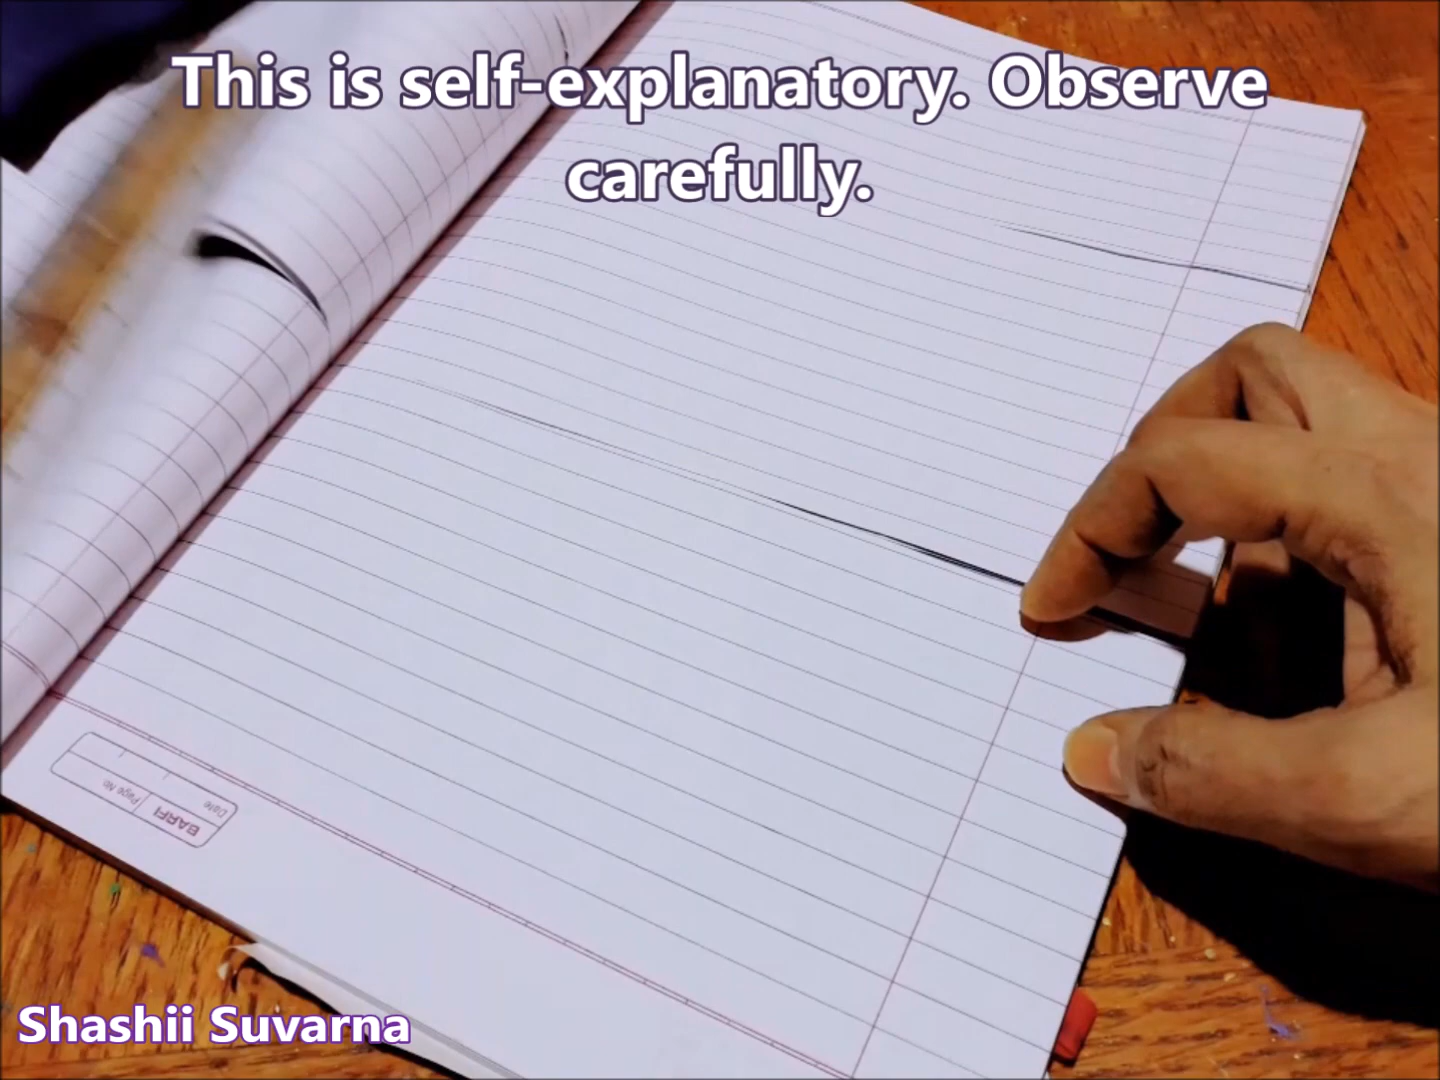 This is self-explanatory. Observe
carefully.
Date
Page No.
BARFI
Shashii Suvarna